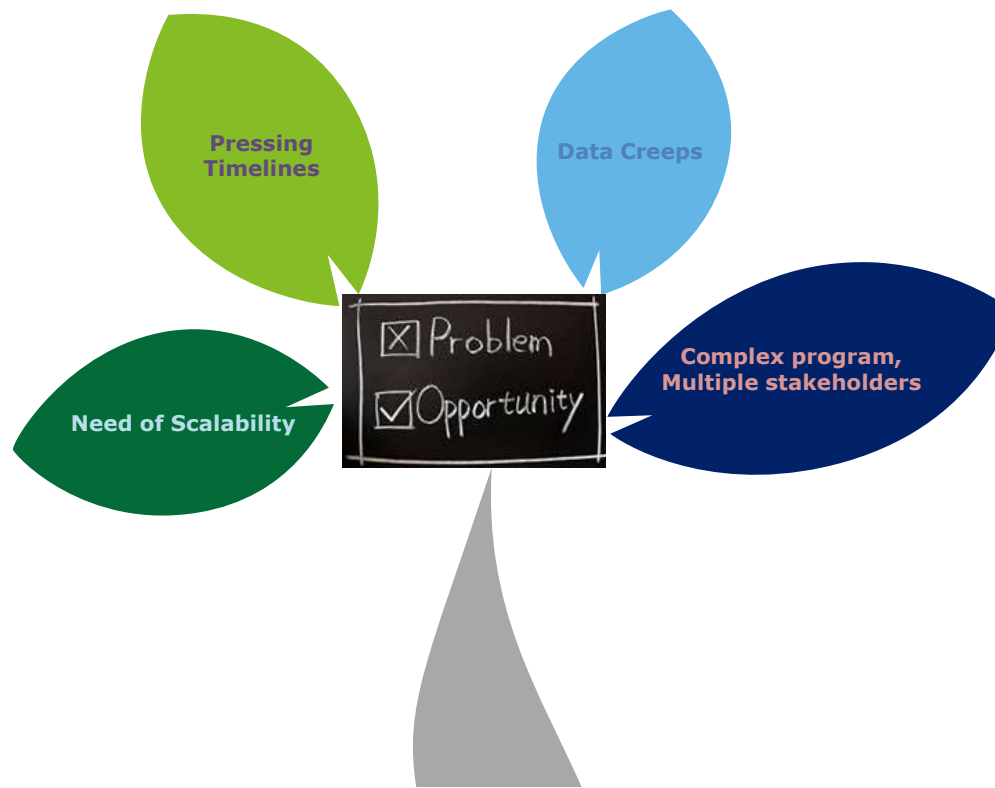 Pressing
Timelines
Data Creeps
Problem
Opportunity
Complex program,
Multiple stakeholders
Need of Scalability